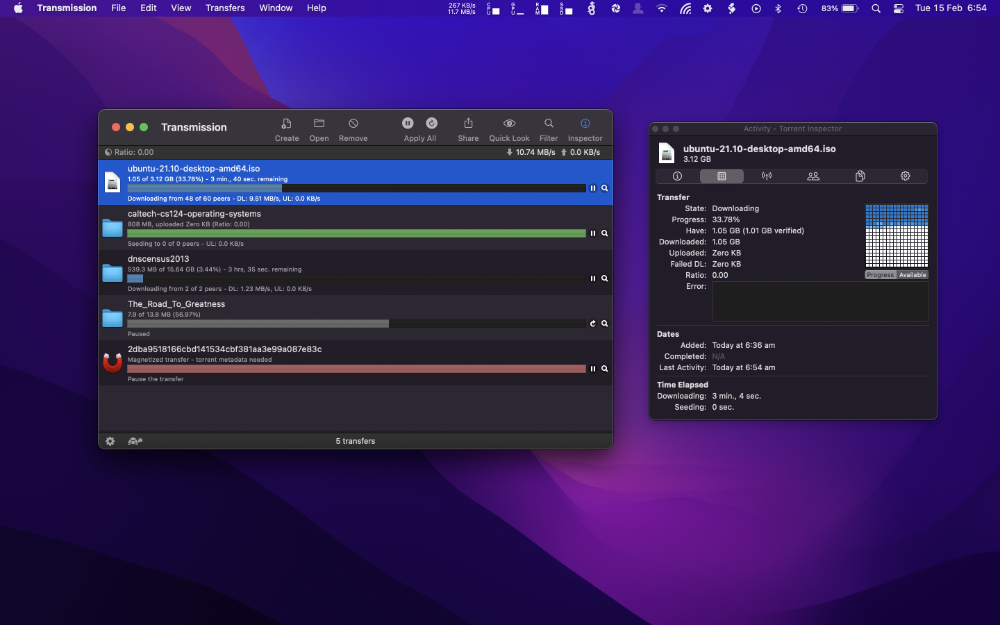 Transmission File Edit View Transfers Window Help
267 KB/s
11.7 MB/s
83%
Tue 15 Feb 6:54
Transmission
Create Open Remove Apply All Share Quick Look Filter Inspector
Ratio: 0.00 10.74 MB/s 0.0 KB/s
ubuntu-21.10-desktop-amd64.iso
1.05 of 3.12 GB (33.78%) - 3 min., 40 sec. remaining
Downloading from 48 of 60 peers - DL: 9.51 MB/s, UL: 0.0 KB/s
caltech-cs124-operating-systems
608 MB, uploaded Zero KB (Ratio: 0.00)
Seeding to 0 of 0 peers - UL: 0.0 KB/s
dnscensus2013
539.3 MB of 15.64 GB (3.44%) - 3 hrs, 35 sec. remaining
Downloading from 2 of 2 peers - DL: 1.23 MB/s, UL: 0.0 KB/s
The_Road_To_Greatness
7.9 of 13.8 MB (56.97%)
Paused
2dba9518166cbd141534cbf381aa3e99a087e83c
Magnetized transfer - torrent metadata needed
Pause the transfer
5 transfers
Activity - Torrent Inspector
ubuntu-21.10-desktop-amd64.iso
3.12 GB
Transfer
State: Downloading
Progress: 33.78%
Have: 1.05 GB (1.01 GB verified)
Downloaded: 1.05 GB
Uploaded: Zero KB
Failed DL: Zero KB
Ratio: 0.00
Progress Available
Error:
Dates
Added: Today at 6:36 am
Completed: N/A
Last Activity: Today at 6:54 am
Time Elapsed
Downloading: 3 min., 4 sec.
Seeding: 0 sec.